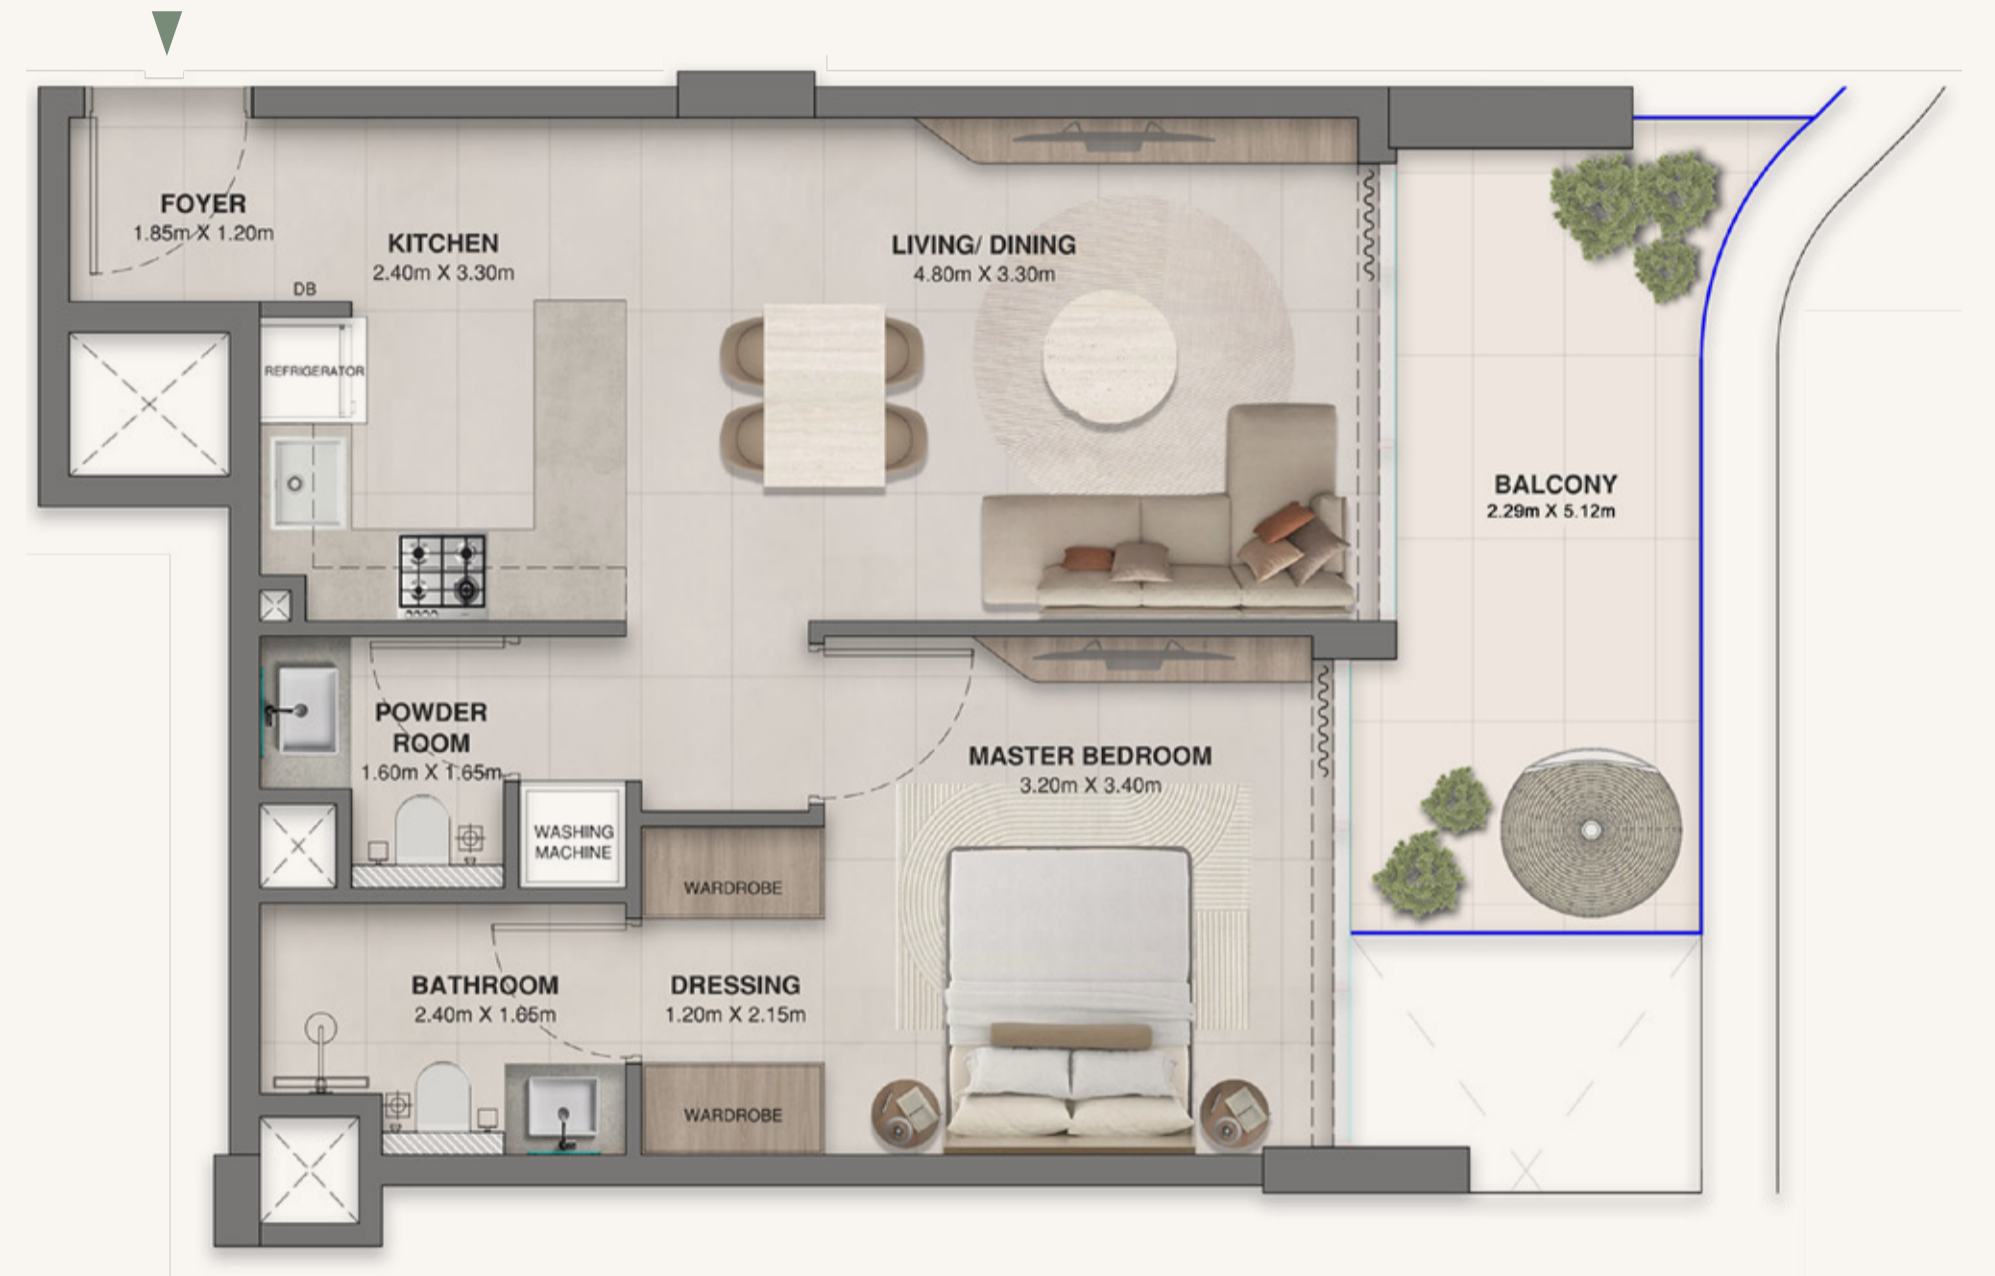 FOYER
1.85m X 1.20m
KITCHEN
2.40m X 3.30m
LIVING/ DINING
4.80m X 3.30m
DB
REFRIGERATOR
BALCONY
2.29m X 5.12m
POWDER
ROOM
1.60m X 1.65m
MASTER BEDROOM
3.20m X 3.40m
WASHING
MACHINE
WARDROBE
BATHROOM
2.40m X 1.65m
DRESSING
1.20m X 2.15m
WARDROBE